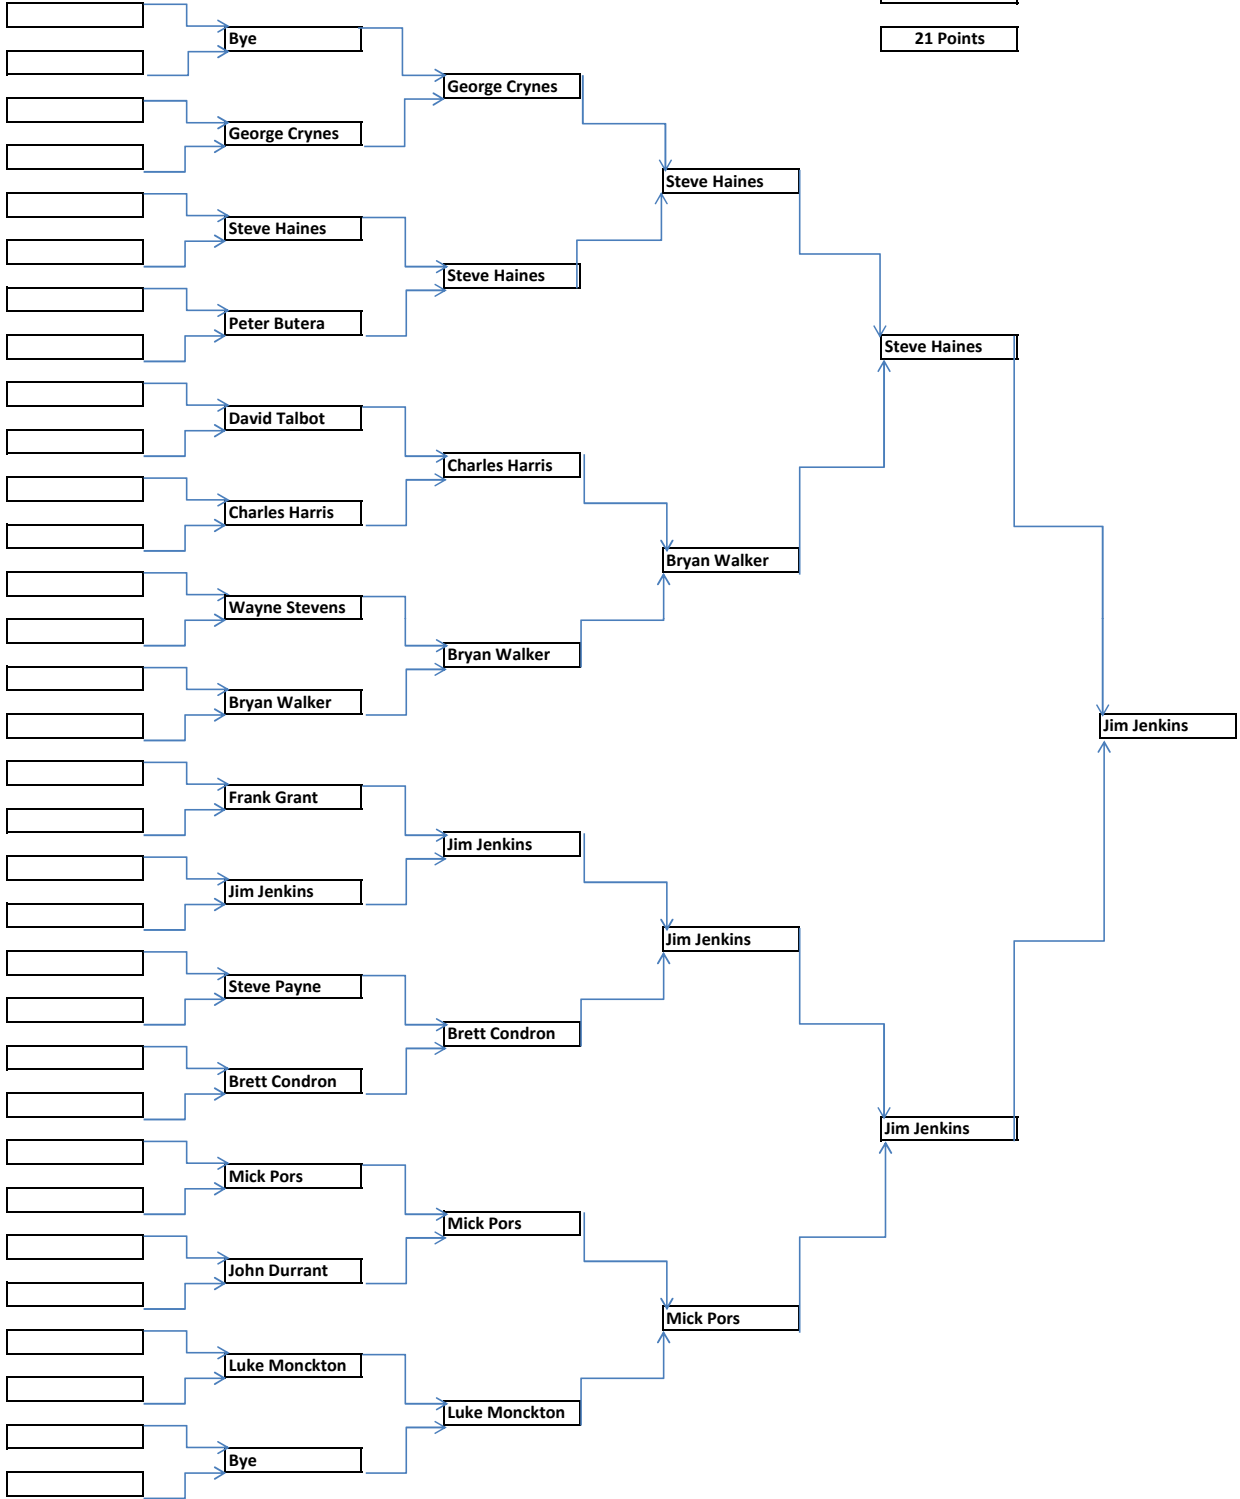 21 Points
Bye
George Crynes
Steve Haines
Peter Butera
David Talbot
Charles Harris
Wayne Stevens
Bryan Walker
Frank Grant
Jim Jenkins
Steve Payne
Brett Condron
Mick Pors
John Durrant
Luke Monckton
Bye
George Crynes
Steve Haines
Charles Harris
Bryan Walker
Jim Jenkins
Brett Condron
Mick Pors
Luke Monckton
Steve Haines
Bryan Walker
Jim Jenkins
Mick Pors
Steve Haines
Jim Jenkins
Jim Jenkins